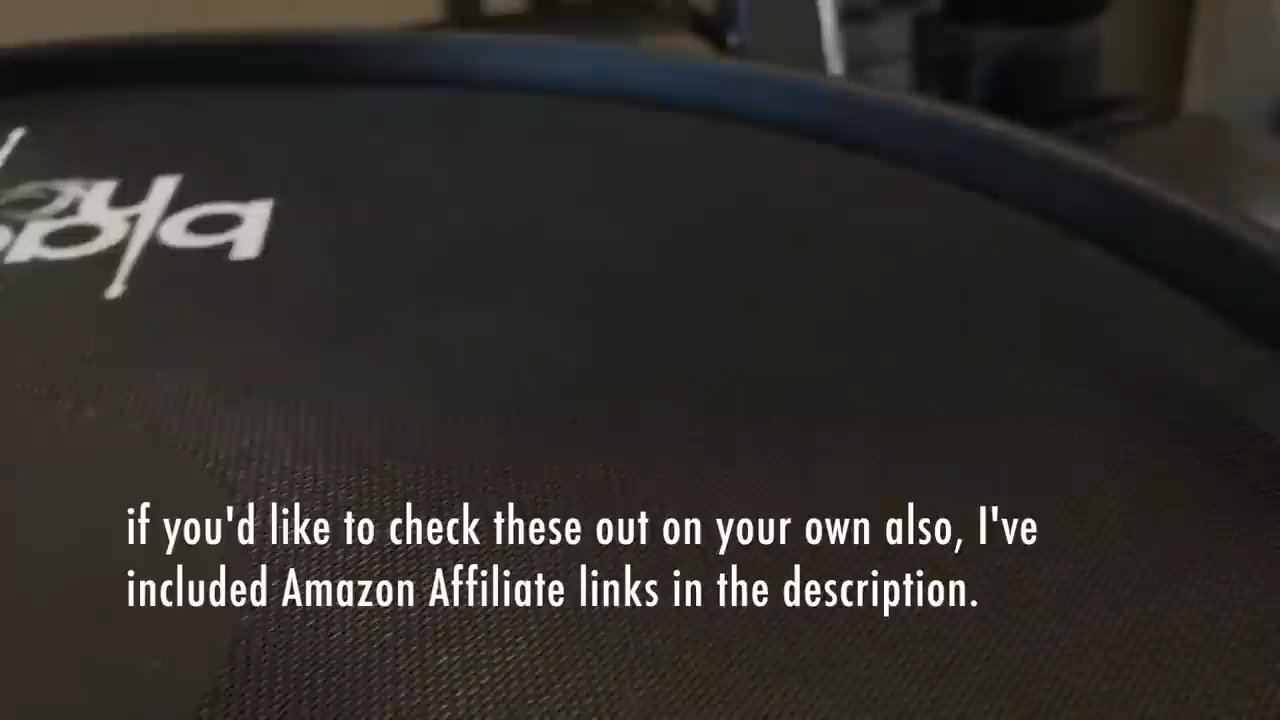 if you'd like to check these out on your own also, I've
included Amazon Affiliate links in the description.